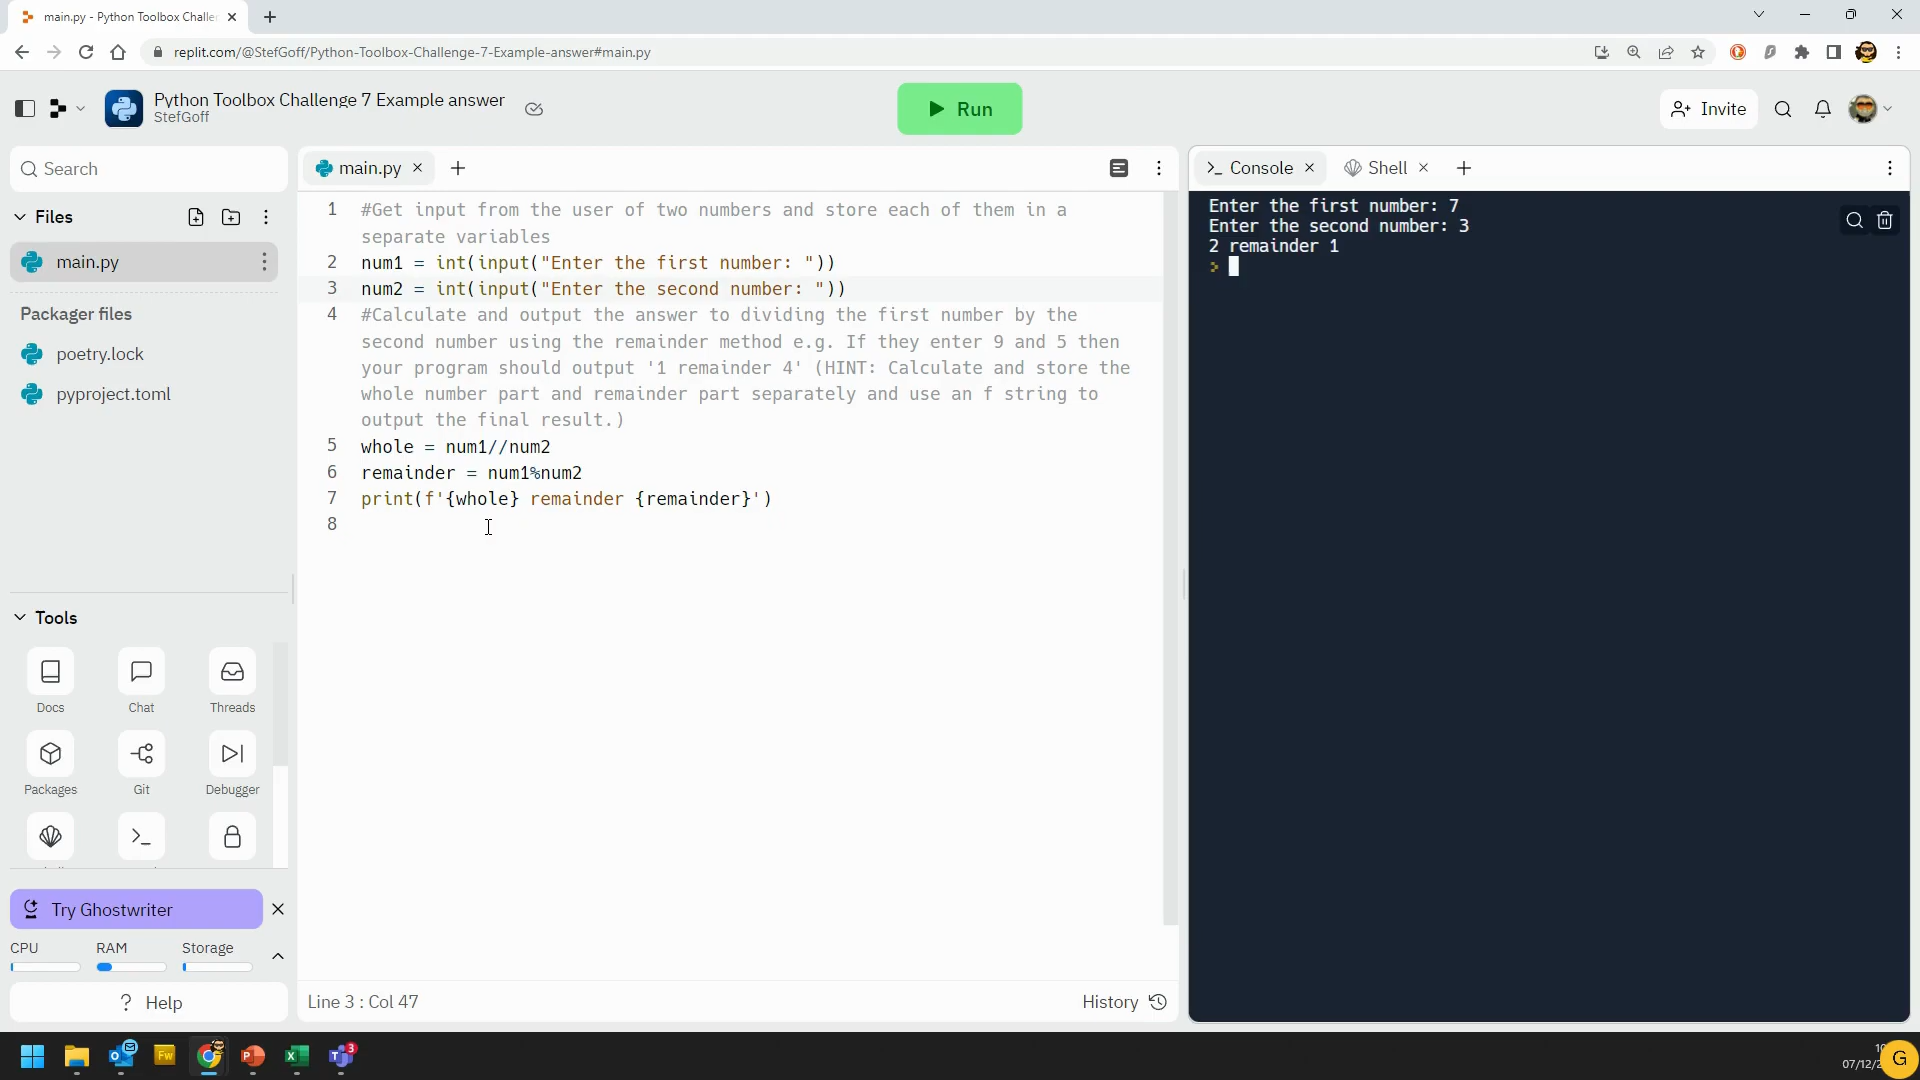 main.py - Python Toolbox Challe
replit.com/@StefGoff/Python-Toolbox-Challenge-7-Example-answer#main.py
Python Toolbox Challenge 7 Example answer
StefGoff
Run
Invite
Search
main.py
Console
Shell
Files
main.py
Packager files
poetry.lock
pyproject.toml
1 #Get input from the user of two numbers and store each of them in a
separate variables
2 num1 = int(input("Enter the first number: "))
3 num2 = int(input("Enter the second number: "))
4 #Calculate and output the answer to dividing the first number by the
second number using the remainder method e.g. If they enter 9 and 5 then
your program should output '1 remainder 4' (HINT: Calculate and store the
whole number part and remainder part separately and use an f string to
output the final result.)
5 whole = num1//num2
6 remainder = num1%num2
7 print(f'{whole} remainder {remainder}')
8
Enter the first number: 7
Enter the second number: 3
2 remainder 1
>
Tools
Docs
Chat
Threads
Packages
Git
Debugger
Try Ghostwriter
CPU
RAM
Storage
? Help
Line 3 : Col 47
History
Fw
3
G